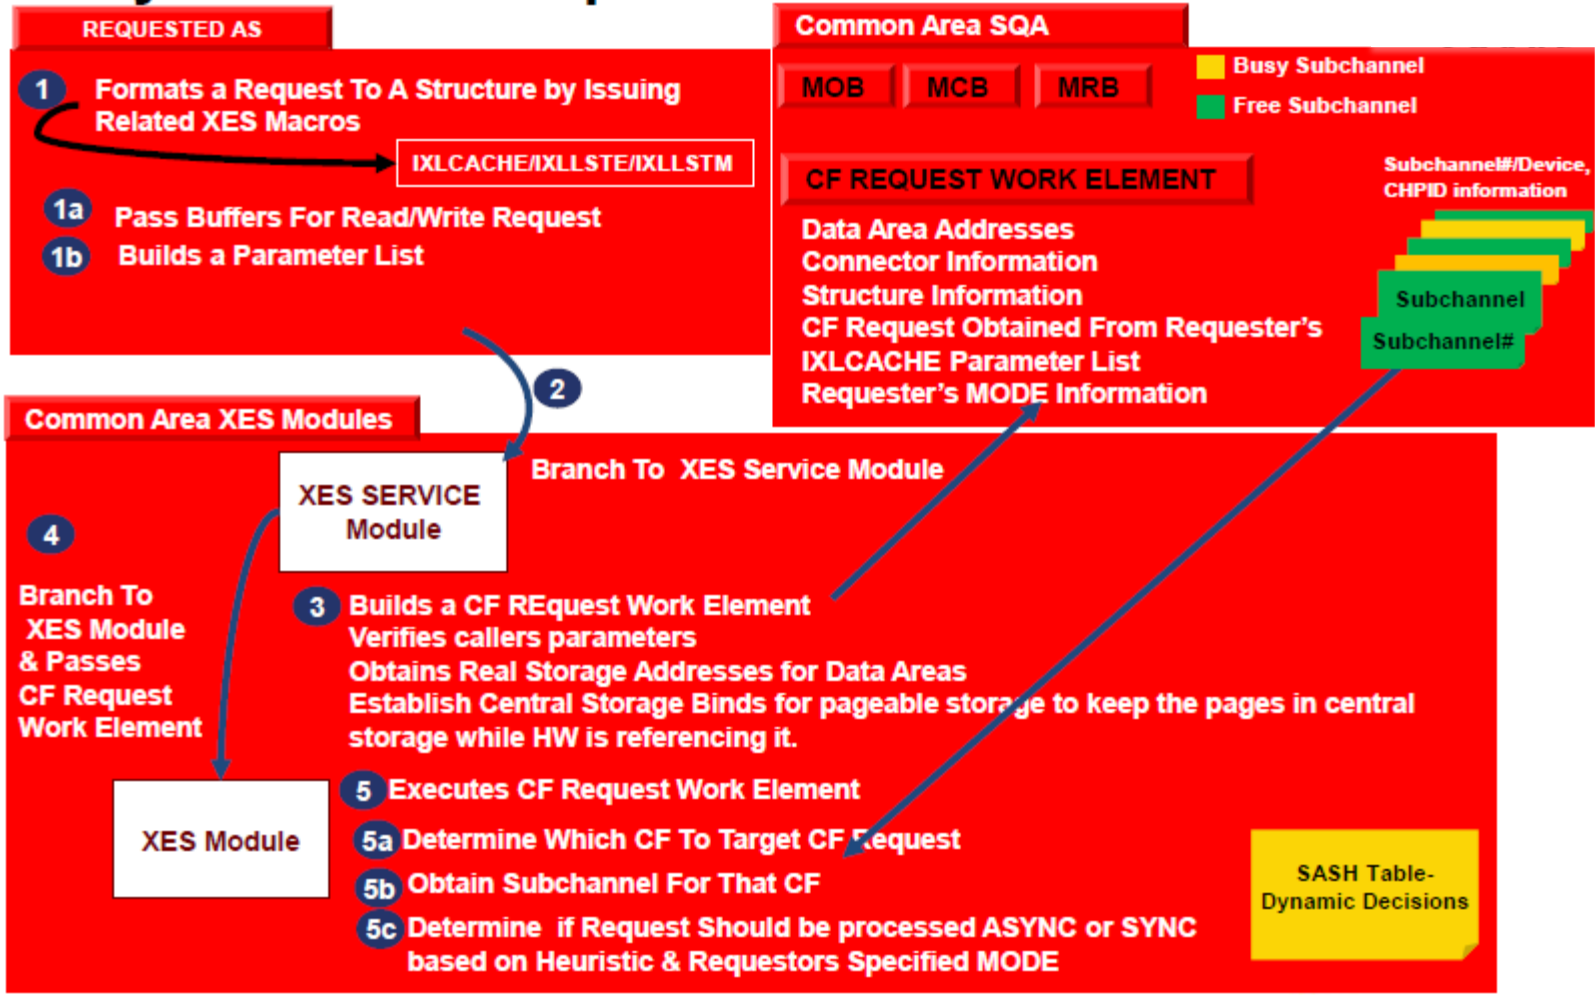 REQUESTED AS
1 Formats a Request To A Structure by Issuing
Related XES Macros
IXLCACHE/IXLLSTE/IXLLSTM
1a Pass Buffers For Read/Write Request
1b Builds a Parameter List
2
Common Area SQA
MOB MCB MRB
Busy Subchannel
Free Subchannel
CF REQUEST WORK ELEMENT
Subchannel#/Device,
CHPID information
Data Area Addresses
Connector Information
Structure Information
CF Request Obtained From Requester's
IXLCACHE Parameter List
Requester's MODE Information
Subchannel
Subchannel#
Common Area XES Modules
XES SERVICE
Module
Branch To XES Service Module
4
Branch To
XES Module
& Passes
CF Request
Work Element
3 Builds a CF REquest Work Element
Verifies callers parameters
Obtains Real Storage Addresses for Data Areas
Establish Central Storage Binds for pageable storage to keep the pages in central
storage while HW is referencing it.
XES Module
5 Executes CF Request Work Element
5a Determine Which CF To Target CF Request
5b Obtain Subchannel For That CF
5c Determine if Request Should be processed ASYNC or SYNC
based on Heuristic & Requestors Specified MODE
SASH Table-
Dynamic Decisions